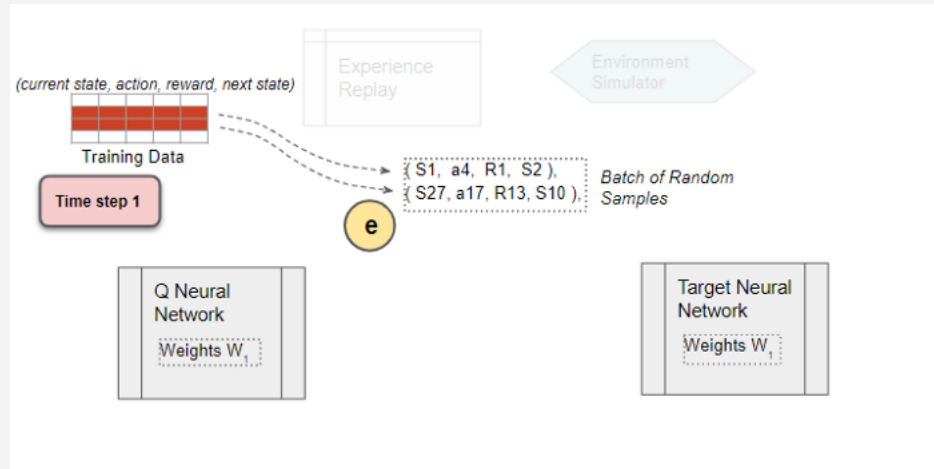 Experience
Replay
Environment
Simulator
(current state, action, reward, next state)
Training Data
Time step 1
( S1, a4, R1, S2 ),
( S27, a17, R13, S10 ),
Batch of Random
Samples
e
Q Neural
Network
Weights W1
Target Neural
Network
Weights W1